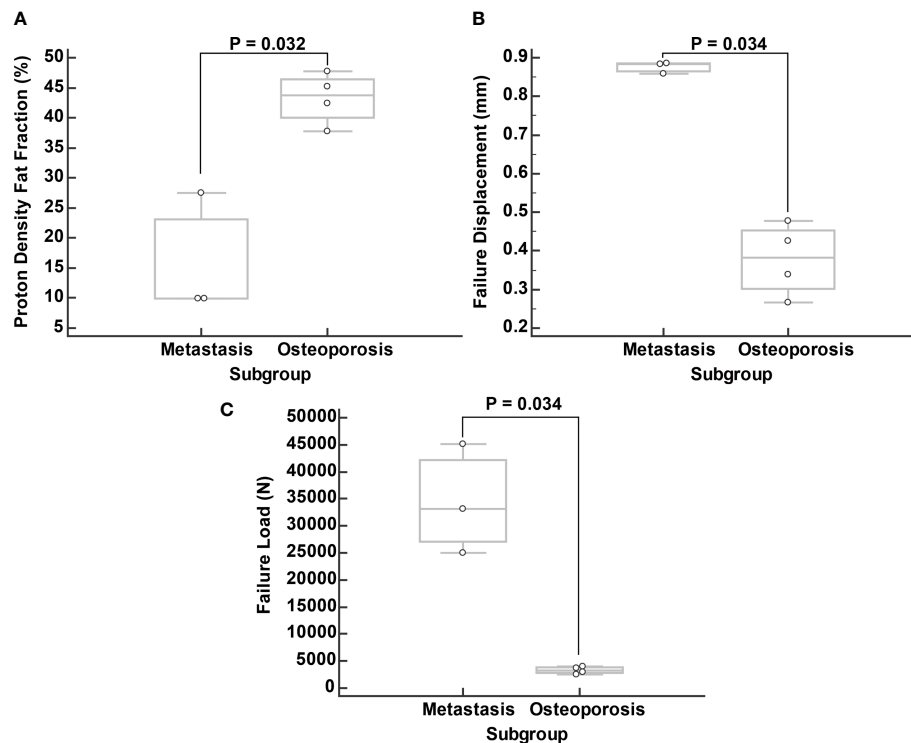 A
P = 0.032
Proton Density Fat Fraction (%)
50
45
40
35
30
25
20
15
10
5
Metastasis Osteoporosis
Subgroup
B
P = 0.034
Failure Displacement (mm)
0.9
0.8
0.7
0.6
0.5
0.4
0.3
0.2
Metastasis Osteoporosis
Subgroup
C
P = 0.034
Failure Load (N)
50000
45000
40000
35000
30000
25000
20000
15000
10000
5000
0
Metastasis Osteoporosis
Subgroup